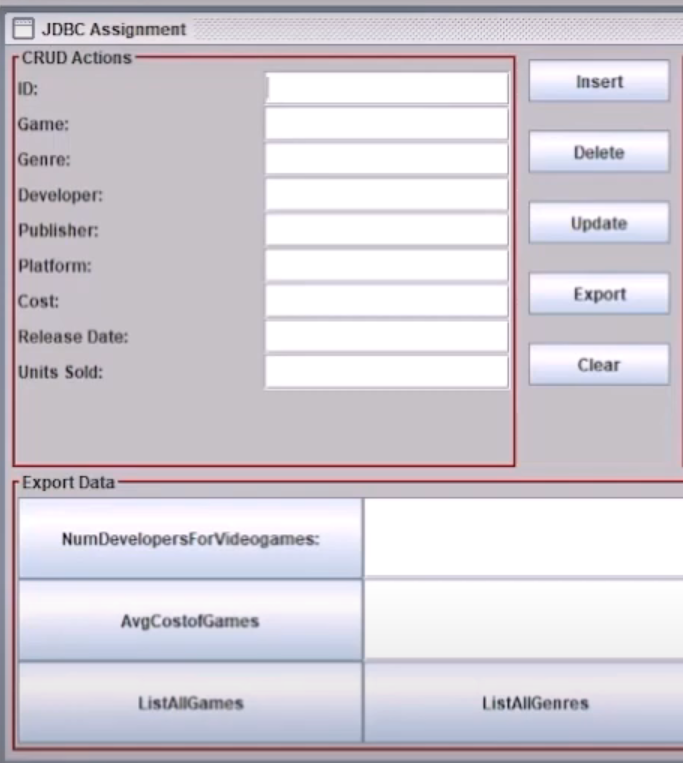 JDBC Assignment
CRUD Actions
ID:
Game:
Genre:
Developer:
Publisher:
Platform:
Cost:
Release Date:
Units Sold:
Insert
Delete
Update
Export
Clear
Export Data
NumDevelopersForVideogames:
AvgCostofGames
ListAllGames
ListAllGenres